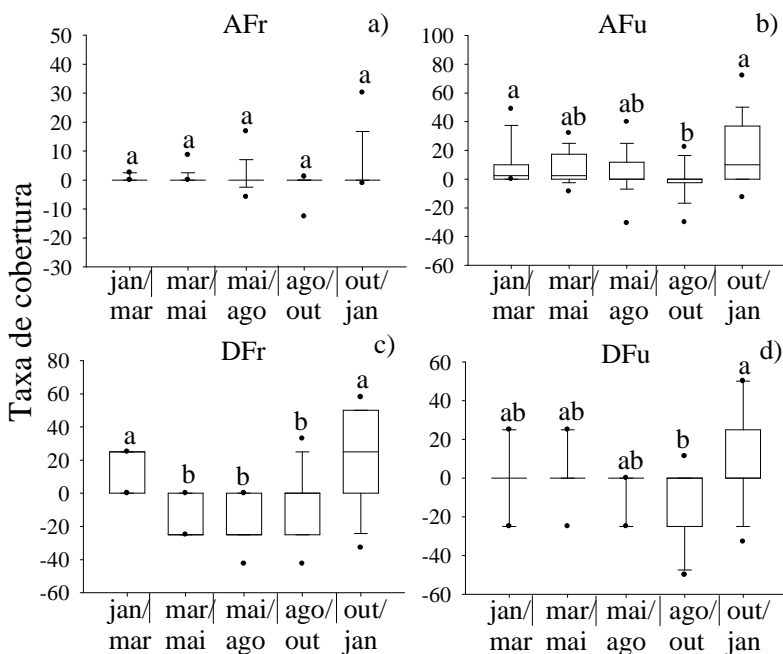 Taxa de cobertura
AFr
a)
50
40
30
20
10
0
-10
-20
-30
a
a
a
a
a
jan/
mar
mar/
mai
mai/
ago
ago/
out
out/
jan
AFu
b)
100
80
60
40
20
0
-20
-40
-60
a
ab
ab
b
a
jan/
mar
mar/
mai
mai/
ago
ago/
out
out/
jan
DFr
c)
80
60
40
20
0
-20
-40
-60
a
b
b
b
a
jan/
mar
mar/
mai
mai/
ago
ago/
out
out/
jan
DFu
d)
60
40
20
0
-20
-40
-60
ab
ab
ab
b
a
jan/
mar
mar/
mai
mai/
ago
ago/
out
out/
jan